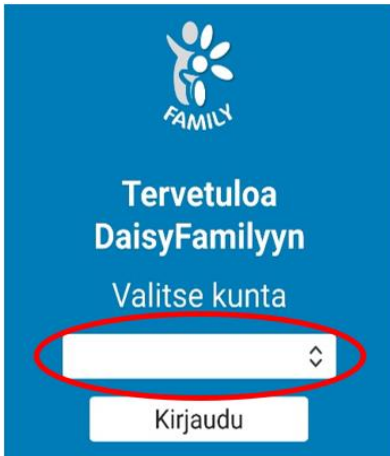 FAMILY
Tervetuloa
DaisyFamilyyn
Valitse kunta
Kirjaudu